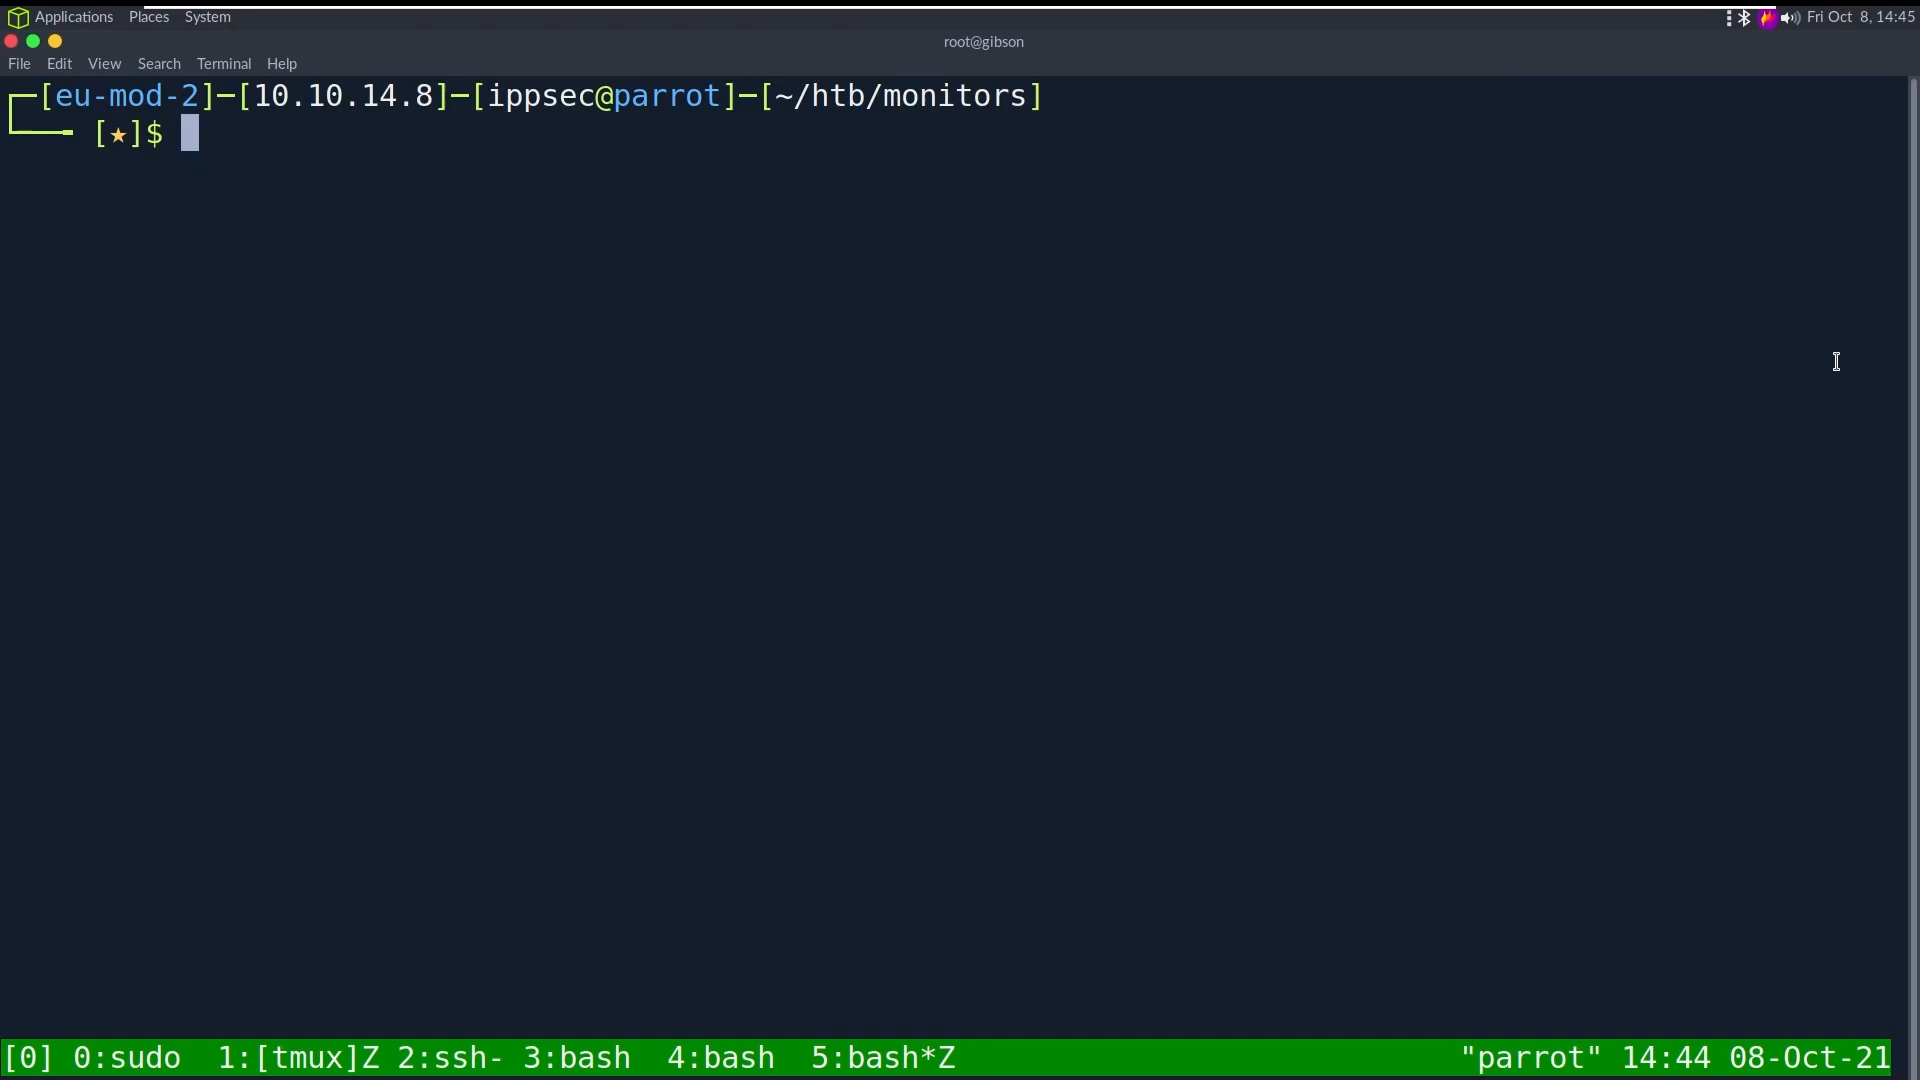 Applications Places System Fri Oct 8, 14:45
root@gibson
File Edit View Search Terminal Help
┌─[eu-mod-2]─[10.10.14.8]─[ippsec@parrot]─[~/htb/monitors]
└──╼ [★]$
[0] 0:sudo 1:[tmux]Z 2:ssh- 3:bash 4:bash 5:bash*Z "parrot" 14:44 08-Oct-21